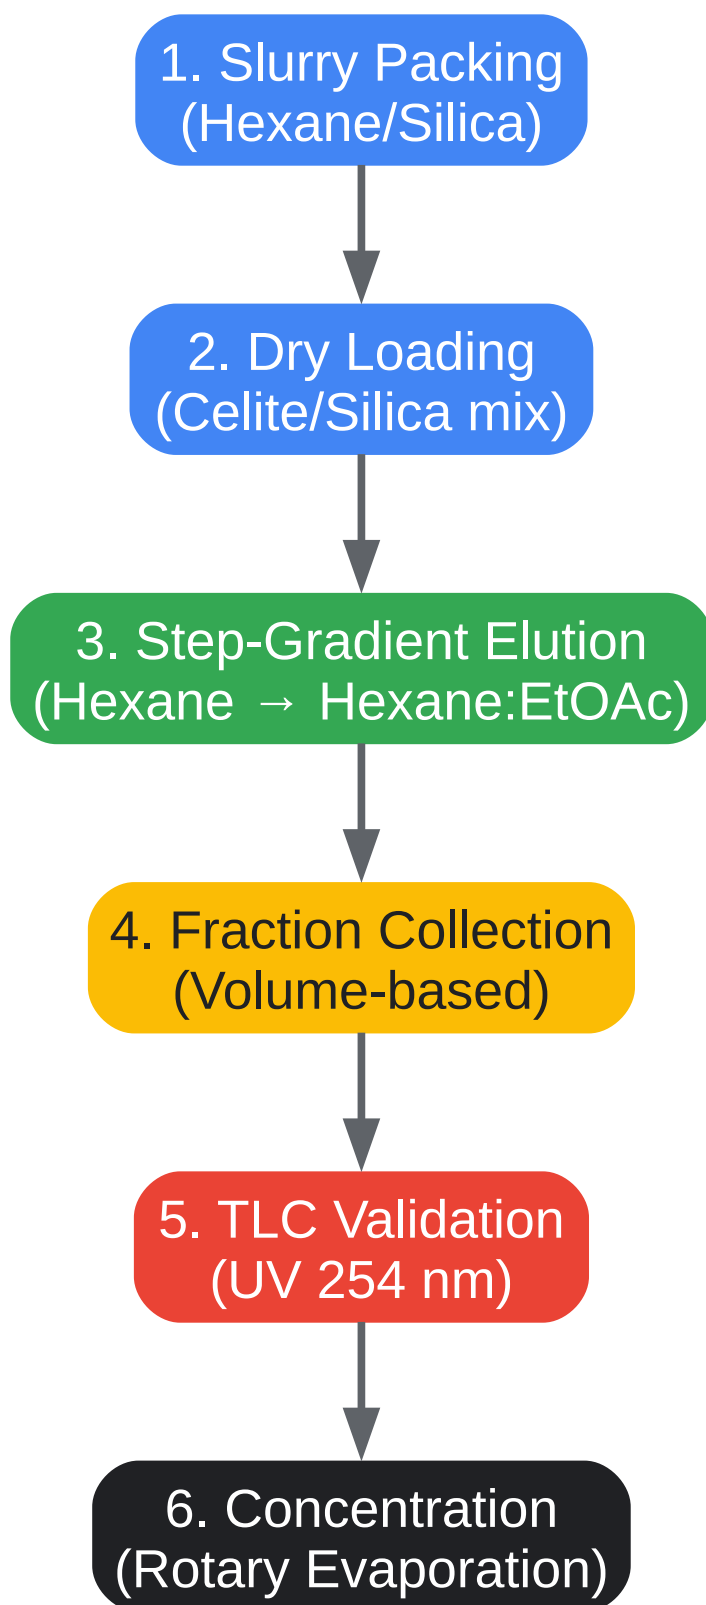 1. Slurry Packing
(Hexane/Silica)
2. Dry Loading
(Celite/Silica mix)
3. Step-Gradient Elution
(Hexane → Hexane:EtOAc)
4. Fraction Collection
(Volume-based)
5. TLC Validation
(UV 254 nm)
6. Concentration
(Rotary Evaporation)